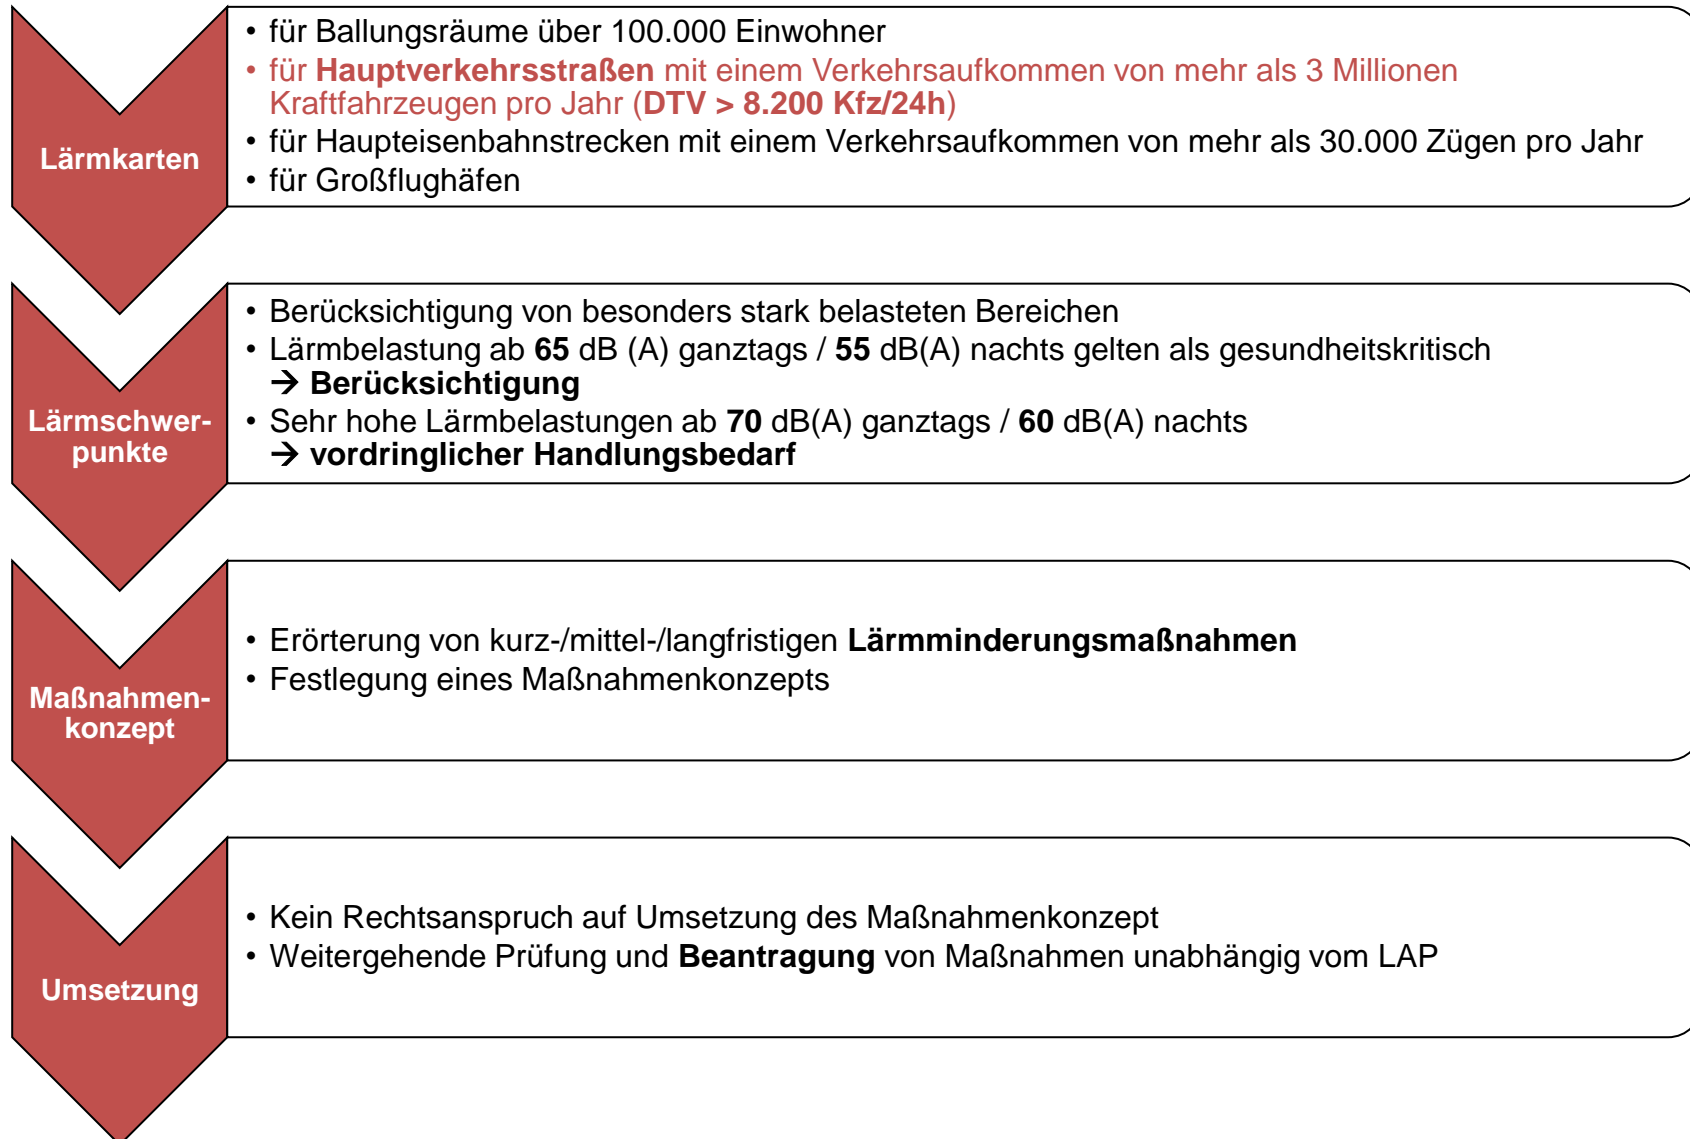 Lärmkarten
• für Ballungsräume über 100.000 Einwohner
• für Hauptverkehrsstraßen mit einem Verkehrsaufkommen von mehr als 3 Millionen
Kraftfahrzeugen pro Jahr (DTV > 8.200 Kfz/24h)
• für Haupteisenbahnstrecken mit einem Verkehrsaufkommen von mehr als 30.000 Zügen pro Jahr
• für Großflughäfen
Lärmschwer-
punkte
• Berücksichtigung von besonders stark belasteten Bereichen
• Lärmbelastung ab 65 dB (A) ganztags / 55 dB(A) nachts gelten als gesundheitskritisch
→ Berücksichtigung
• Sehr hohe Lärmbelastungen ab 70 dB(A) ganztags / 60 dB(A) nachts
→ vordringlicher Handlungsbedarf
Maßnahmen-
konzept
• Erörterung von kurz-/mittel-/langfristigen Lärmminderungsmaßnahmen
• Festlegung eines Maßnahmenkonzepts
Umsetzung
• Kein Rechtsanspruch auf Umsetzung des Maßnahmenkonzept
• Weitergehende Prüfung und Beantragung von Maßnahmen unabhängig vom LAP